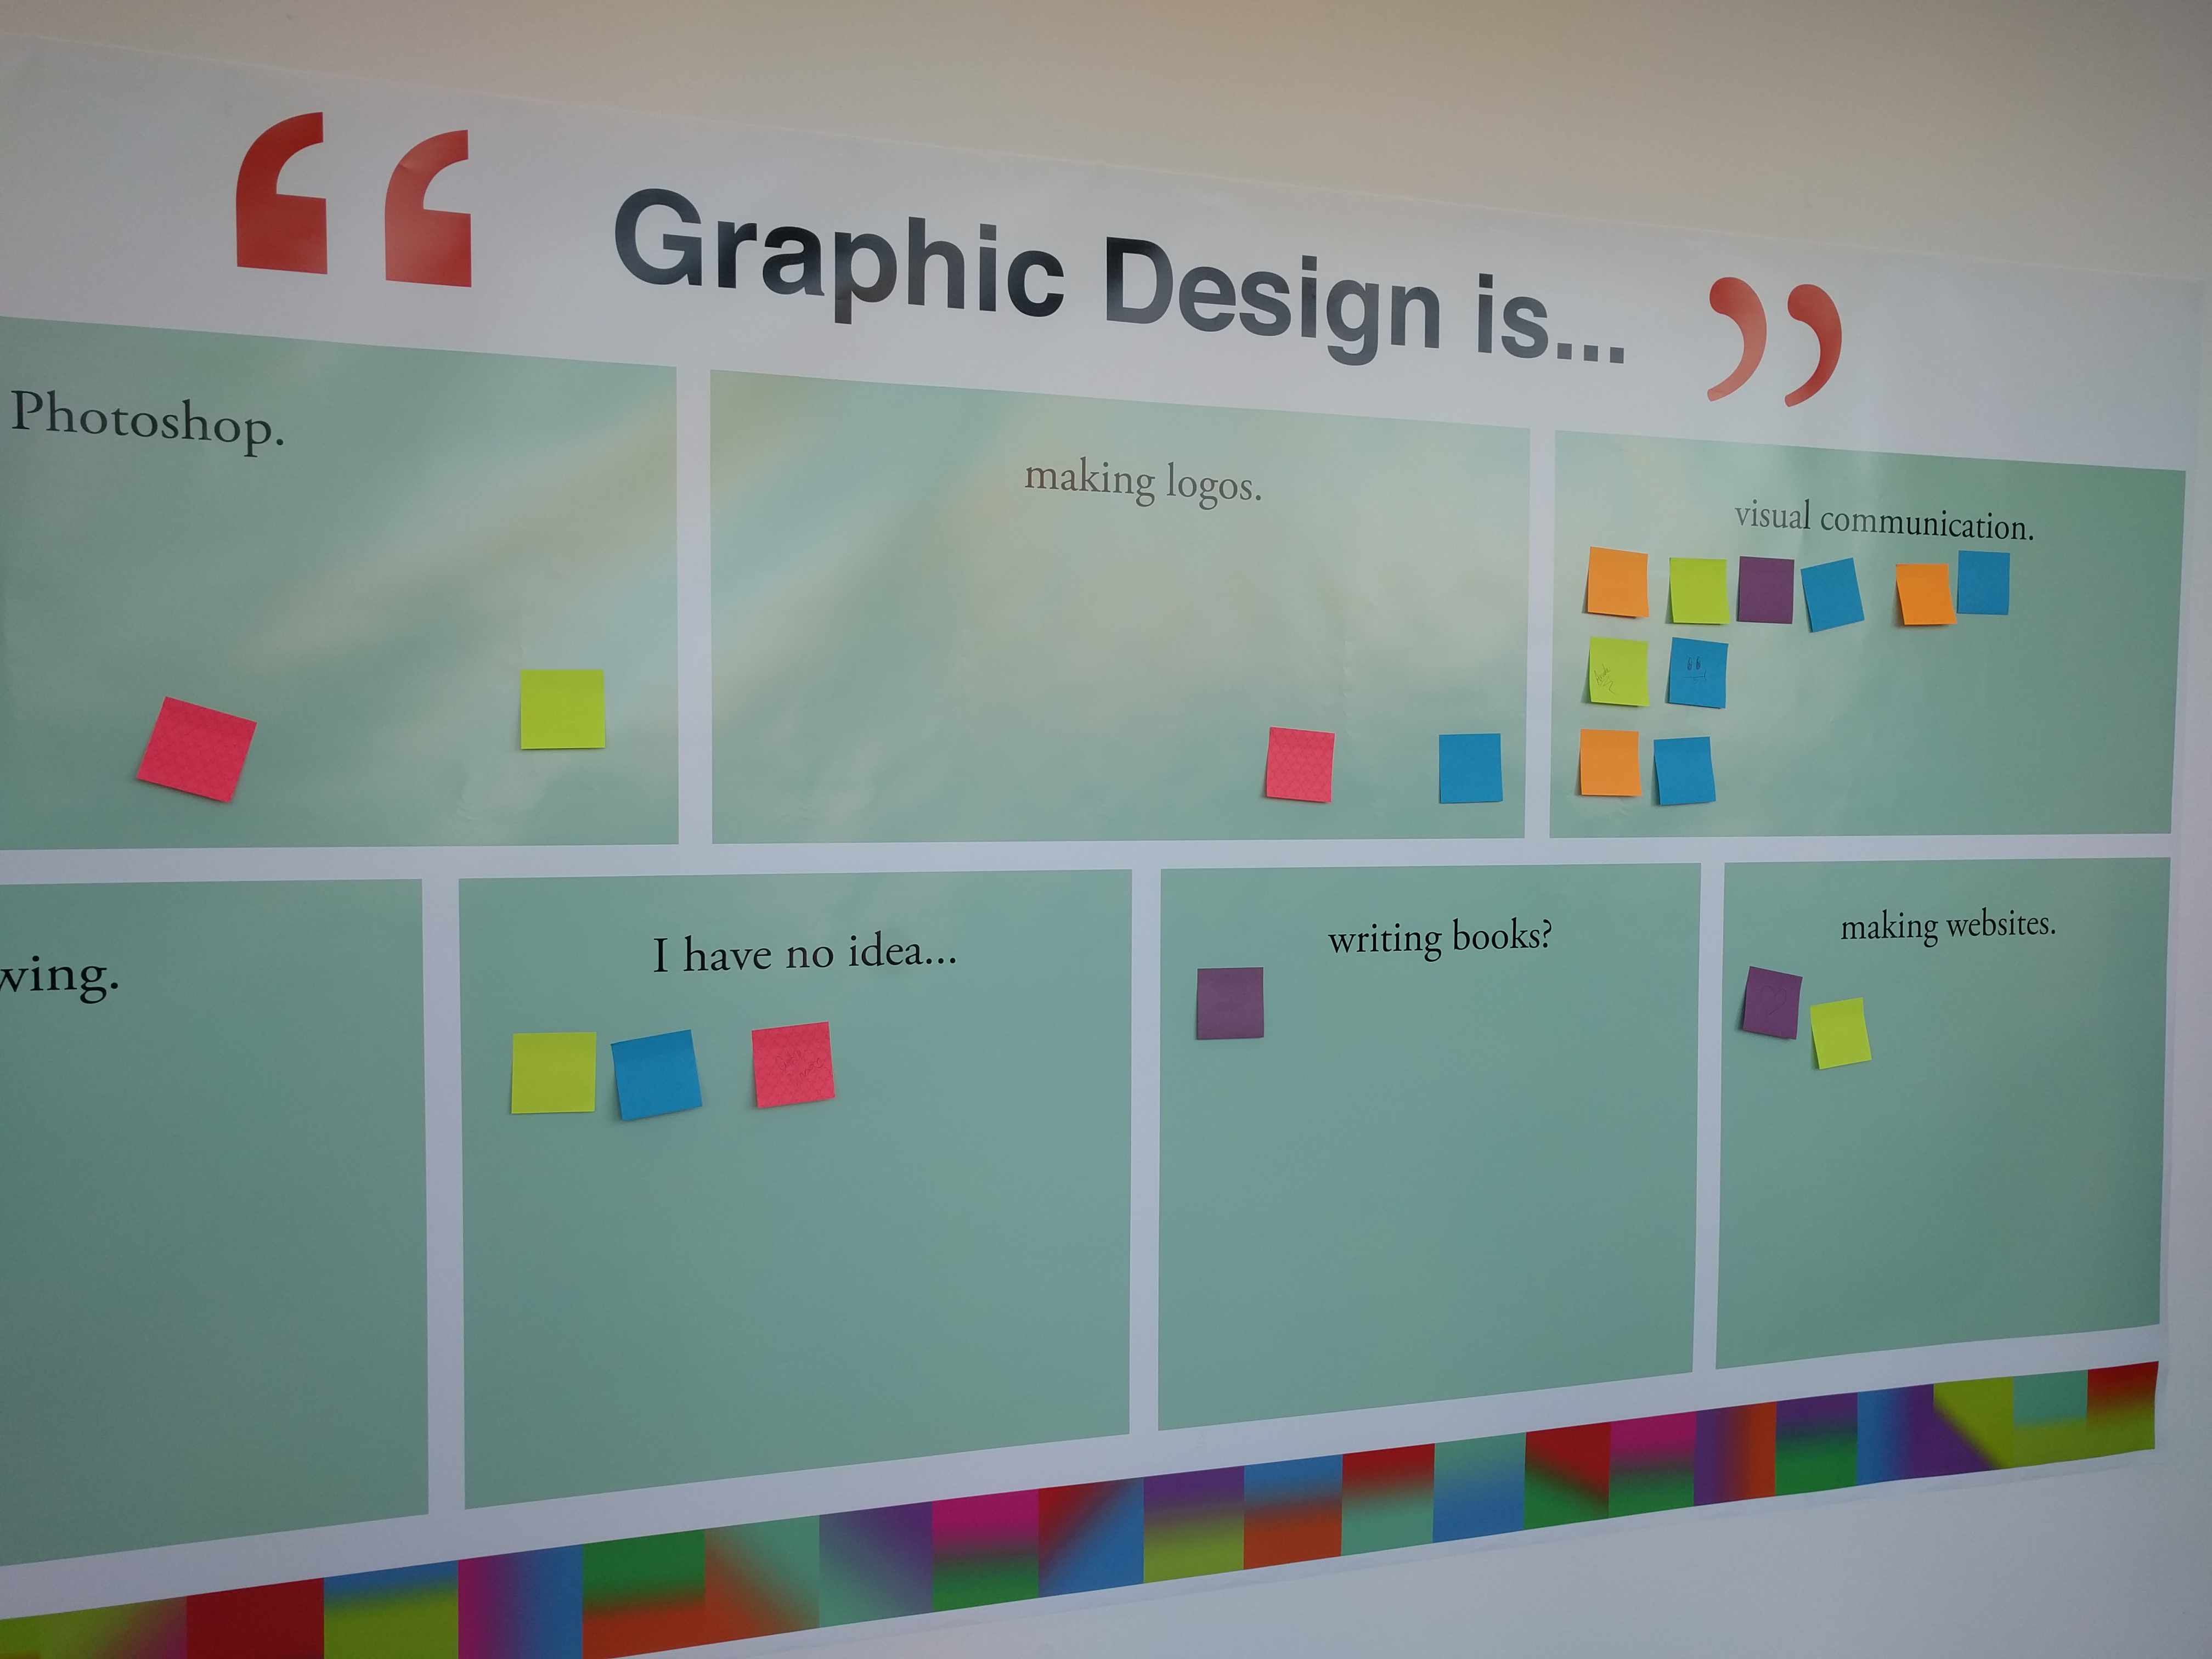 “ Graphic Design is... ”
Photoshop.
making logos.
visual communication.
wing.
I have no idea...
writing books?
making websites.